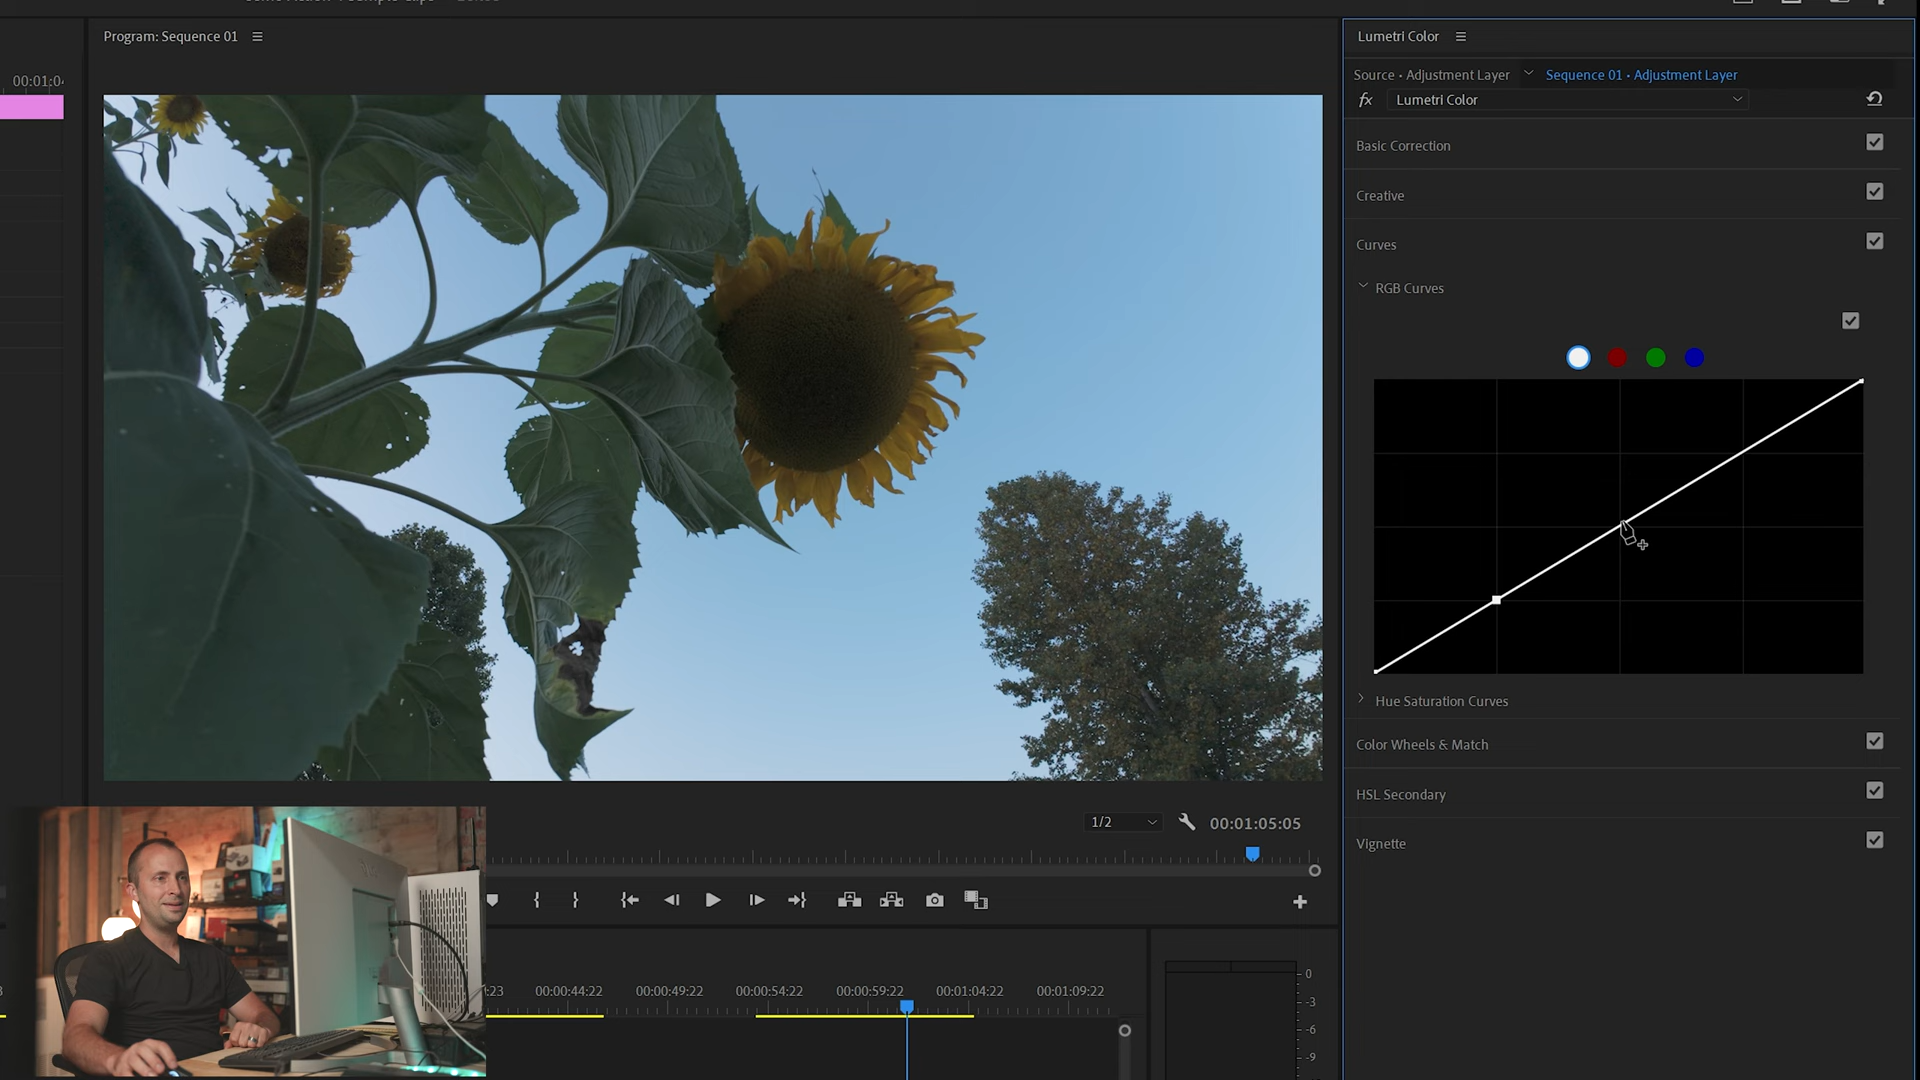 Program: Sequence 01
00:01:04
Lumetri Color
Source • Adjustment Layer
Sequence 01 • Adjustment Layer
fx
Lumetri Color
Basic Correction
Creative
Curves
RGB Curves
Hue Saturation Curves
Color Wheels & Match
HSL Secondary
Vignette
1/2
00:01:05:05
:23
00:00:44:22
00:00:49:22
00:00:54:22
00:00:59:22
00:01:04:22
00:01:09:22
0
-3
-6
-9